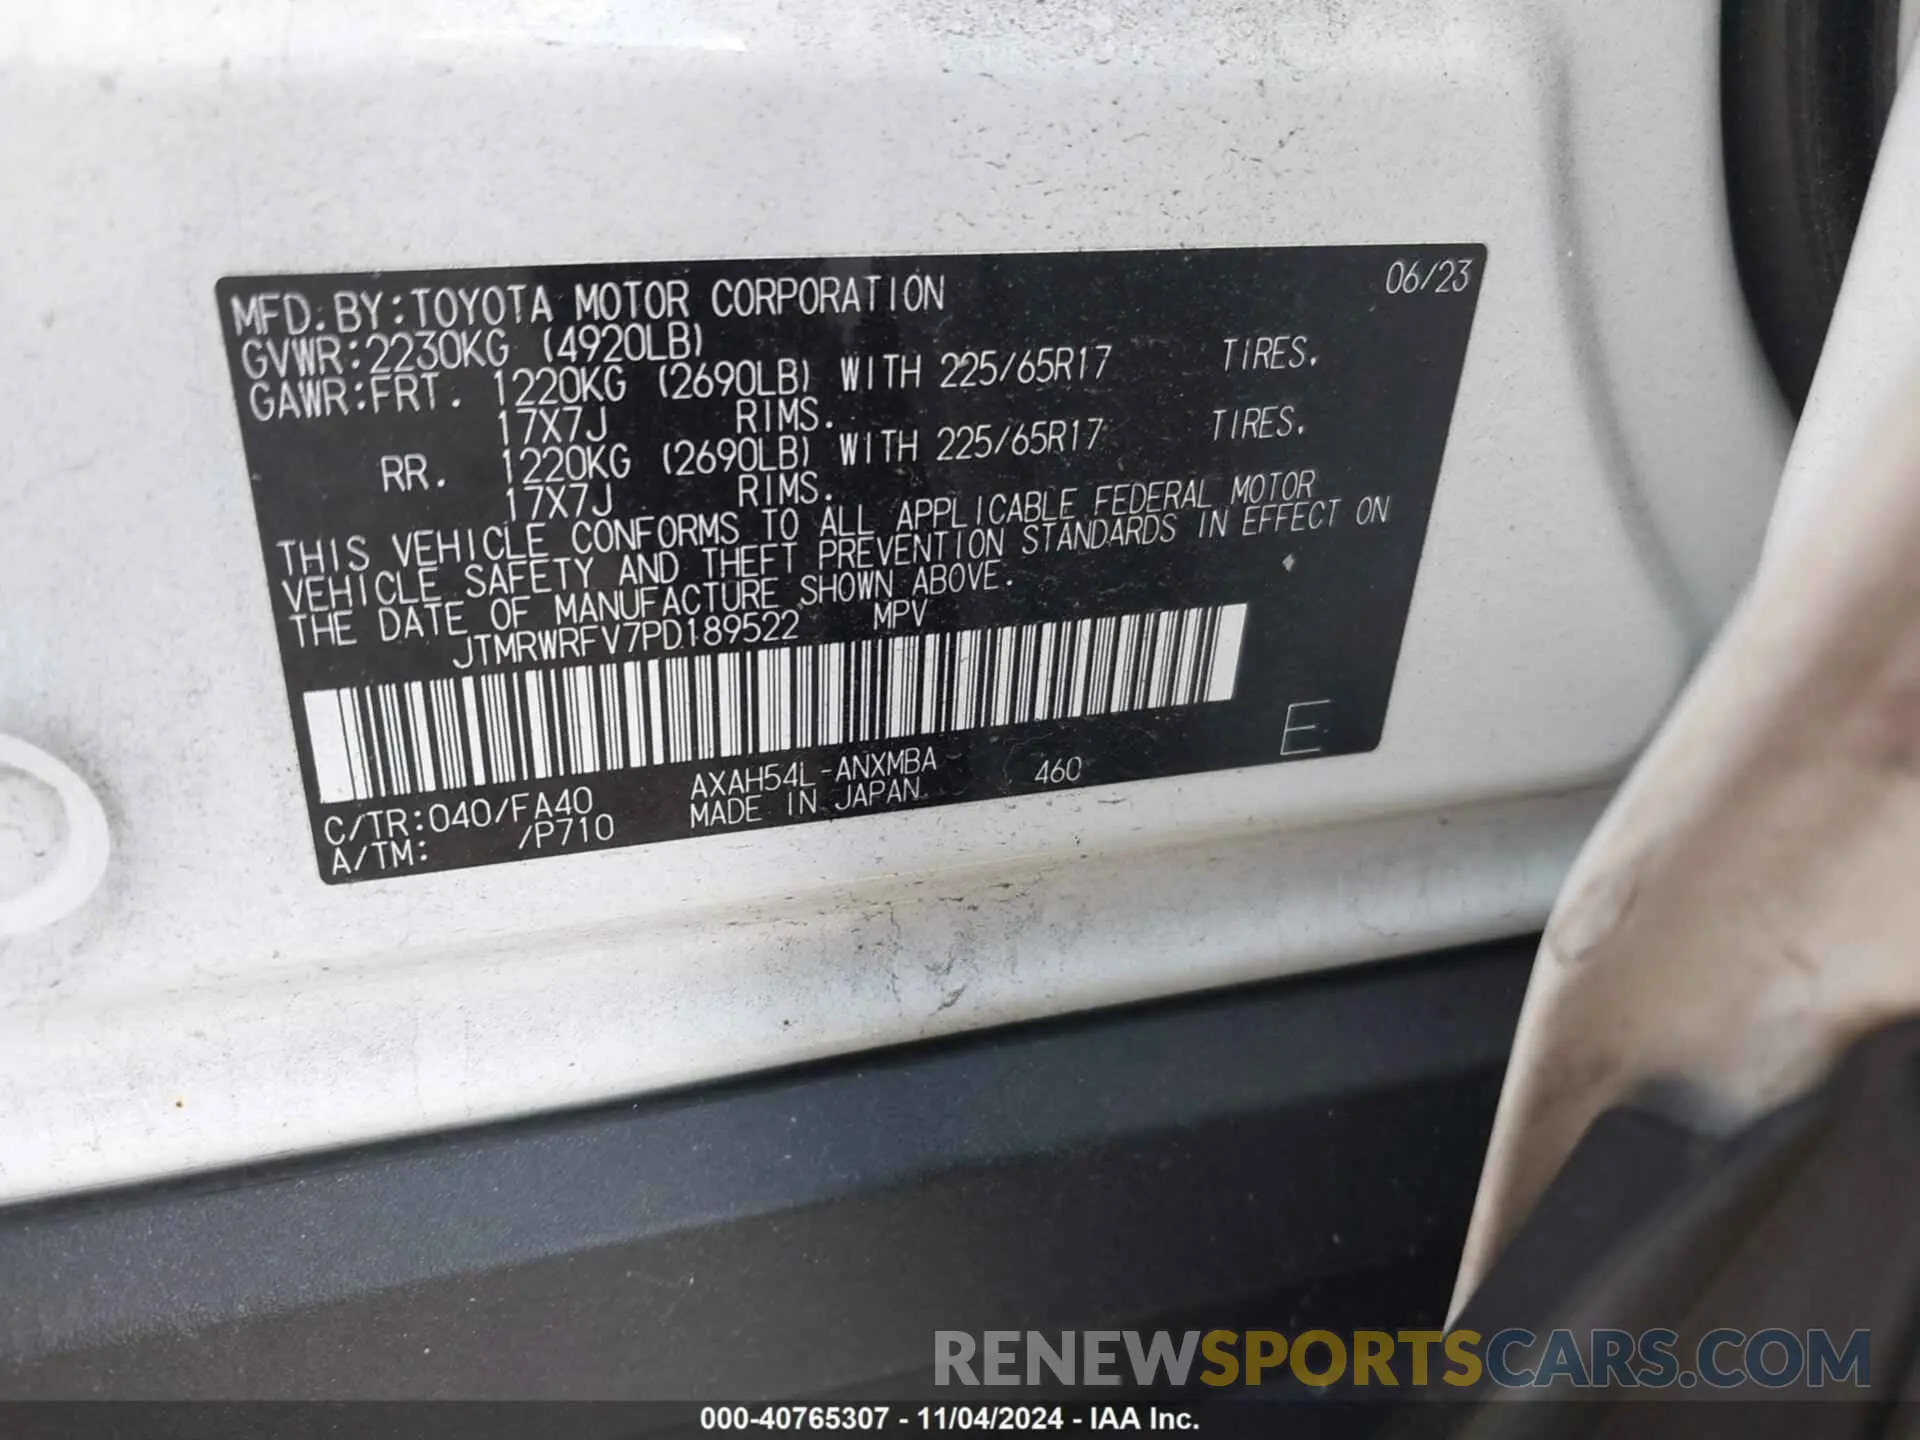 MFD. BY: TOYOTA MOTOR CORPORATION 06/23
GVWR: 2230KG (4920LB)
GAWR: FRT. 1220KG (2690LB) WITH 225/65R17 TIRES.
17X7J RIMS.
RR. 1220KG (2690LB) WITH 225/65R17 TIRES.
17X7J RIMS.
THIS VEHICLE CONFORMS TO ALL APPLICABLE FEDERAL MOTOR
VEHICLE SAFETY AND THEFT PREVENTION STANDARDS IN EFFECT ON
THE DATE OF MANUFACTURE SHOWN ABOVE.
JTMRWRFV7PD189522 MPV
E
C/TR: 040/FA40 AXAH54L-ANXMBA 460
A/TM: /P710 MADE IN JAPAN.
RENEWSPORTSCARS.COM
000-40765307 - 11/04/2024 - IAA Inc.